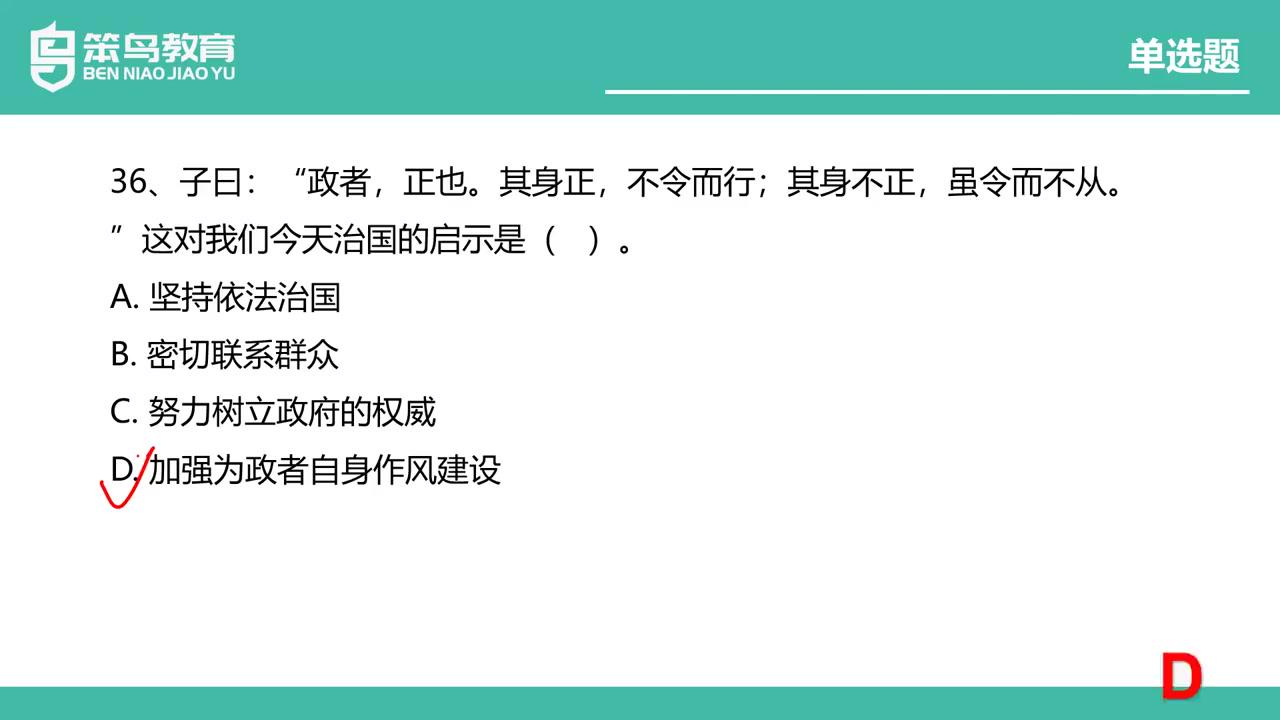 笨鸟教育
BEN NIAO JIAO YU
单选题
36、子曰：“政者，正也。其身正，不令而行；其身不正，虽令而不从。
”这对我们今天治国的启示是（ ）。
A. 坚持依法治国
B. 密切联系群众
C. 努力树立政府的权威
D. 加强为政者自身作风建设
D